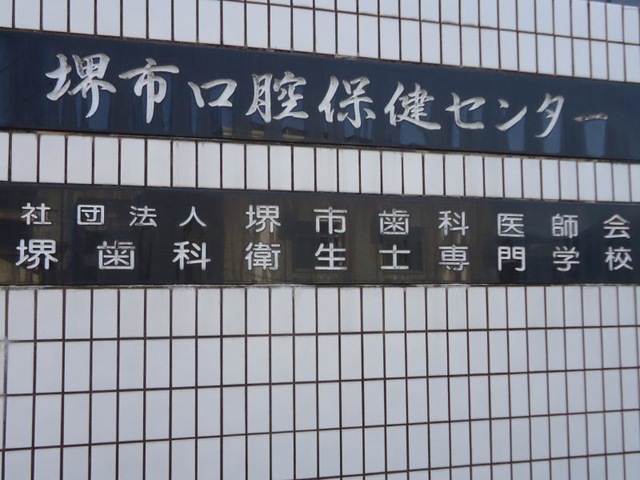 堺市口腔保健センター
社団法人 堺市歯科医師会
堺歯科衛生士専門学校